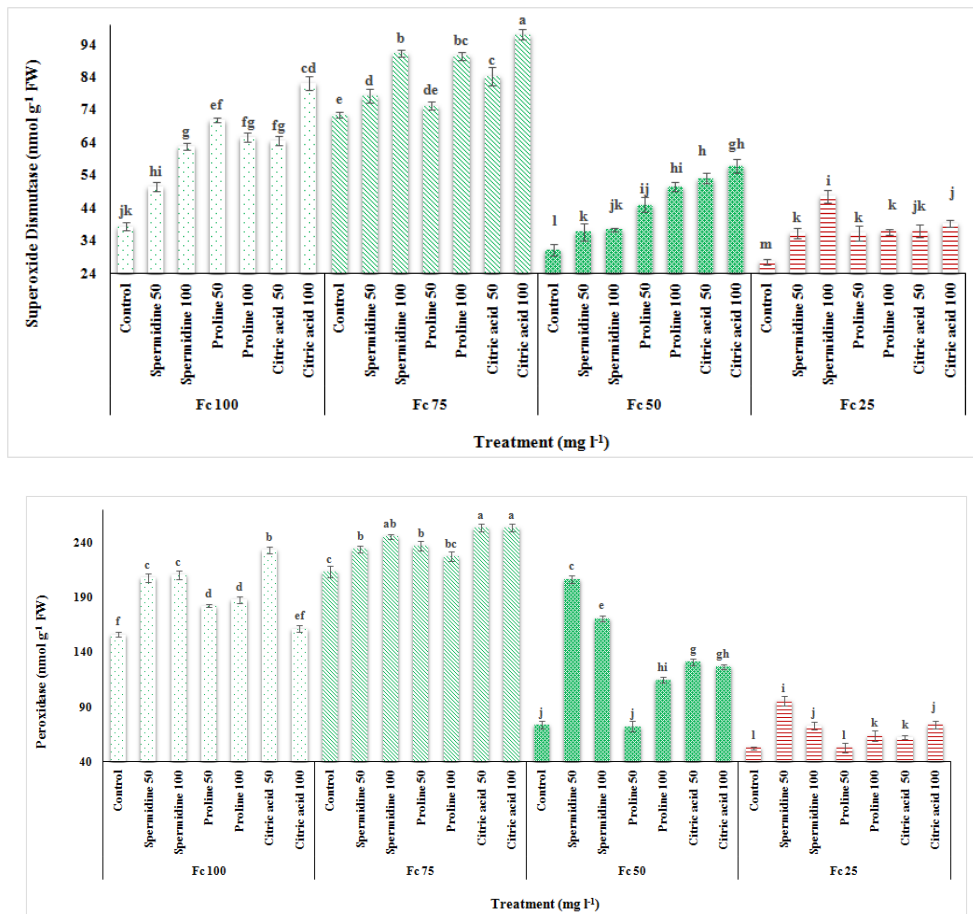 Superoxide Dismutase (nmol g-1 FW)
94
84
74
64
54
44
34
24
jk
hi
g
ef
fg
fg
cd
e
d
b
de
bc
c
a
l
k
jk
ij
hi
h
gh
m
k
i
k
k
jk
j
Control
Spermidine 50
Spermidine 100
Proline 50
Proline 100
Citric acid 50
Citric acid 100
Control
Spermidine 50
Spermidine 100
Proline 50
Proline 100
Citric acid 50
Citric acid 100
Control
Spermidine 50
Spermidine 100
Proline 50
Proline 100
Citric acid 50
Citric acid 100
Control
Spermidine 50
Spermidine 100
Proline 50
Proline 100
Citric acid 50
Citric acid 100
Fc 100
Fc 75
Fc 50
Fc 25
Treatment (mg l-1)
Peroxidase (nmol g-1 FW)
240
190
140
90
40
f
c
c
d
d
b
ef
c
b
ab
b
bc
a
a
j
c
e
j
hi
g
gh
l
i
j
l
k
k
j
Control
Spermidine 50
Spermidine 100
Proline 50
Proline 100
Citric acid 50
Citric acid 100
Control
Spermidine 50
Spermidine 100
Proline 50
Proline 100
Citric acid 50
Citric acid 100
Control
Spermidine 50
Spermidine 100
Proline 50
Proline 100
Citric acid 50
Citric acid 100
Control
Spermidine 50
Spermidine 100
Proline 50
Proline 100
Citric acid 50
Citric acid 100
Fc 100
Fc 75
Fc 50
Fc 25
Treatment (mg l-1)